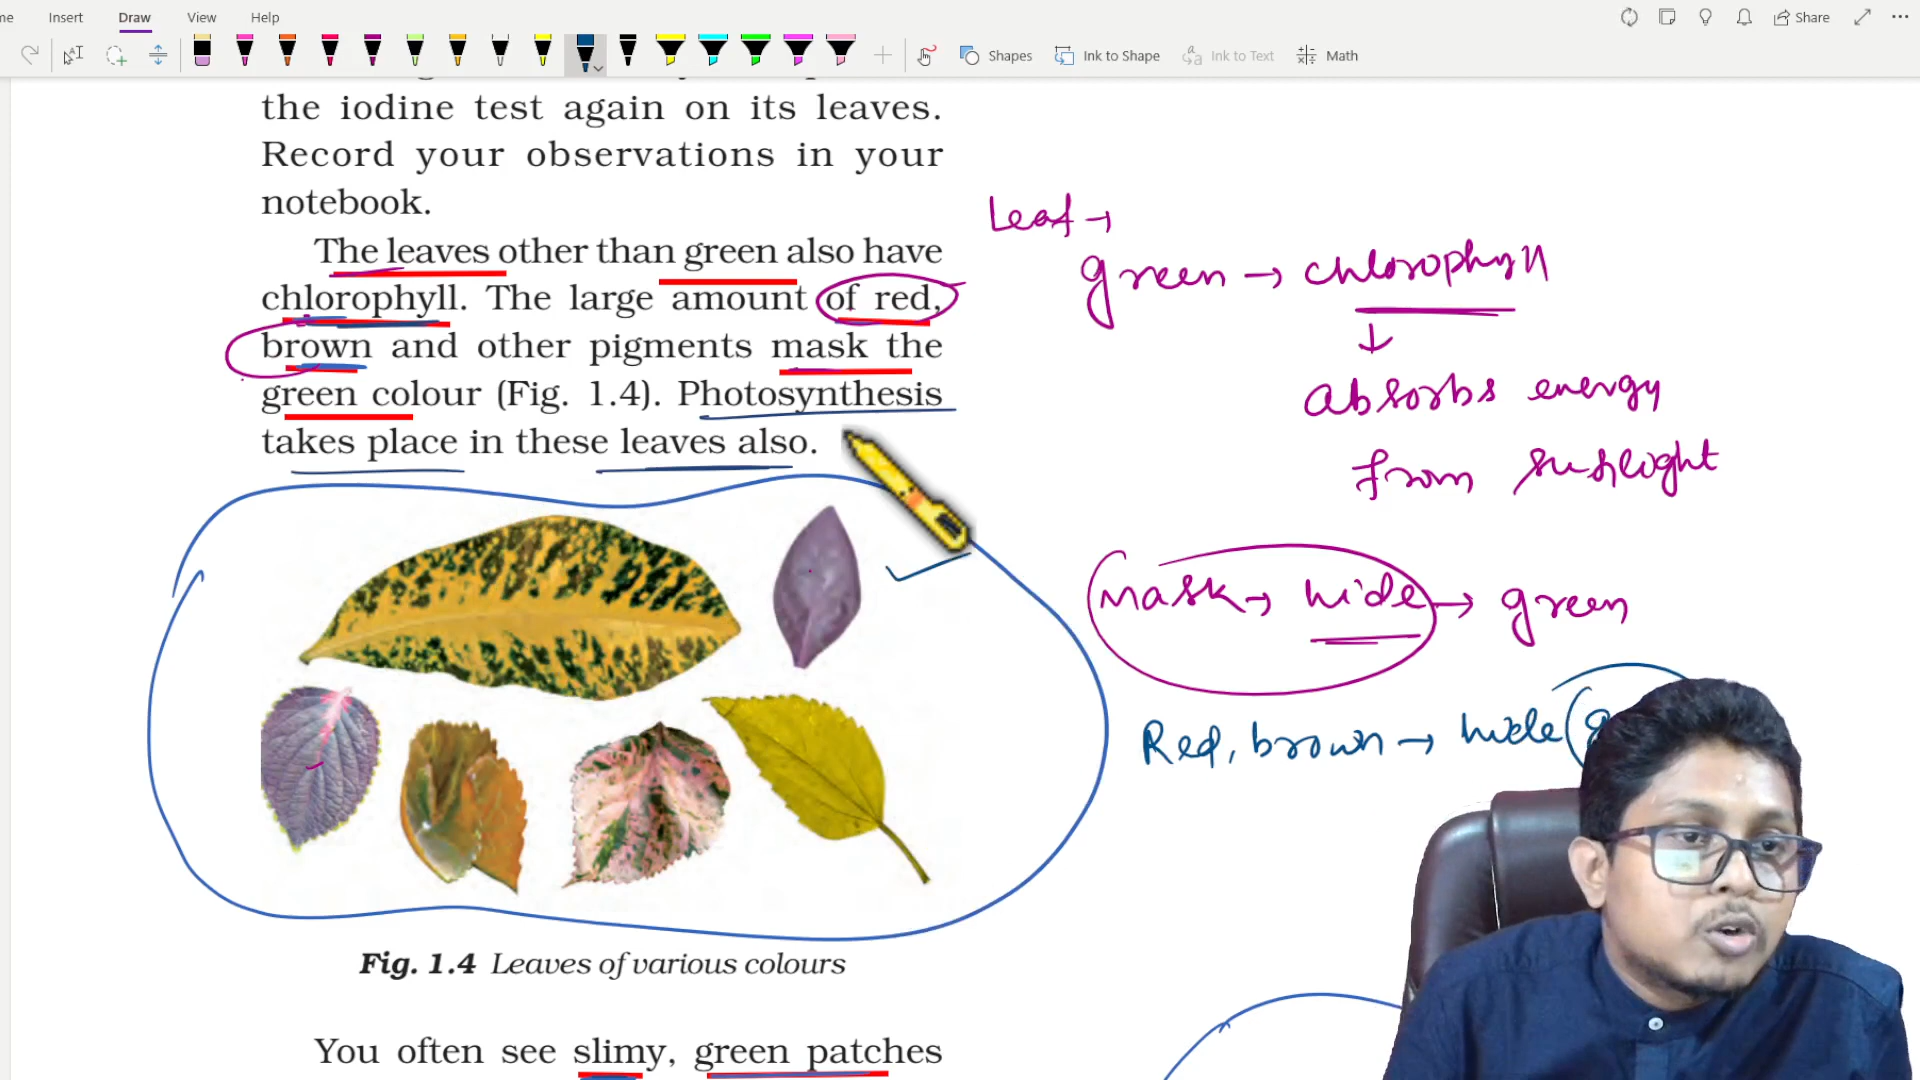 me Insert Draw View Help Share
Shapes Ink to Shape Ink to Text Math
the iodine test again on its leaves.
Record your observations in your
notebook.
The leaves other than green also have
chlorophyll. The large amount of red,
brown and other pigments mask the
green colour (Fig. 1.4). Photosynthesis
takes place in these leaves also.
Fig. 1.4 Leaves of various colours
You often see slimy, green patches
Leaf →
green → chlorophyll
↓
absorbs energy
from sunlight
mask → hide → green
Red, brown → hide